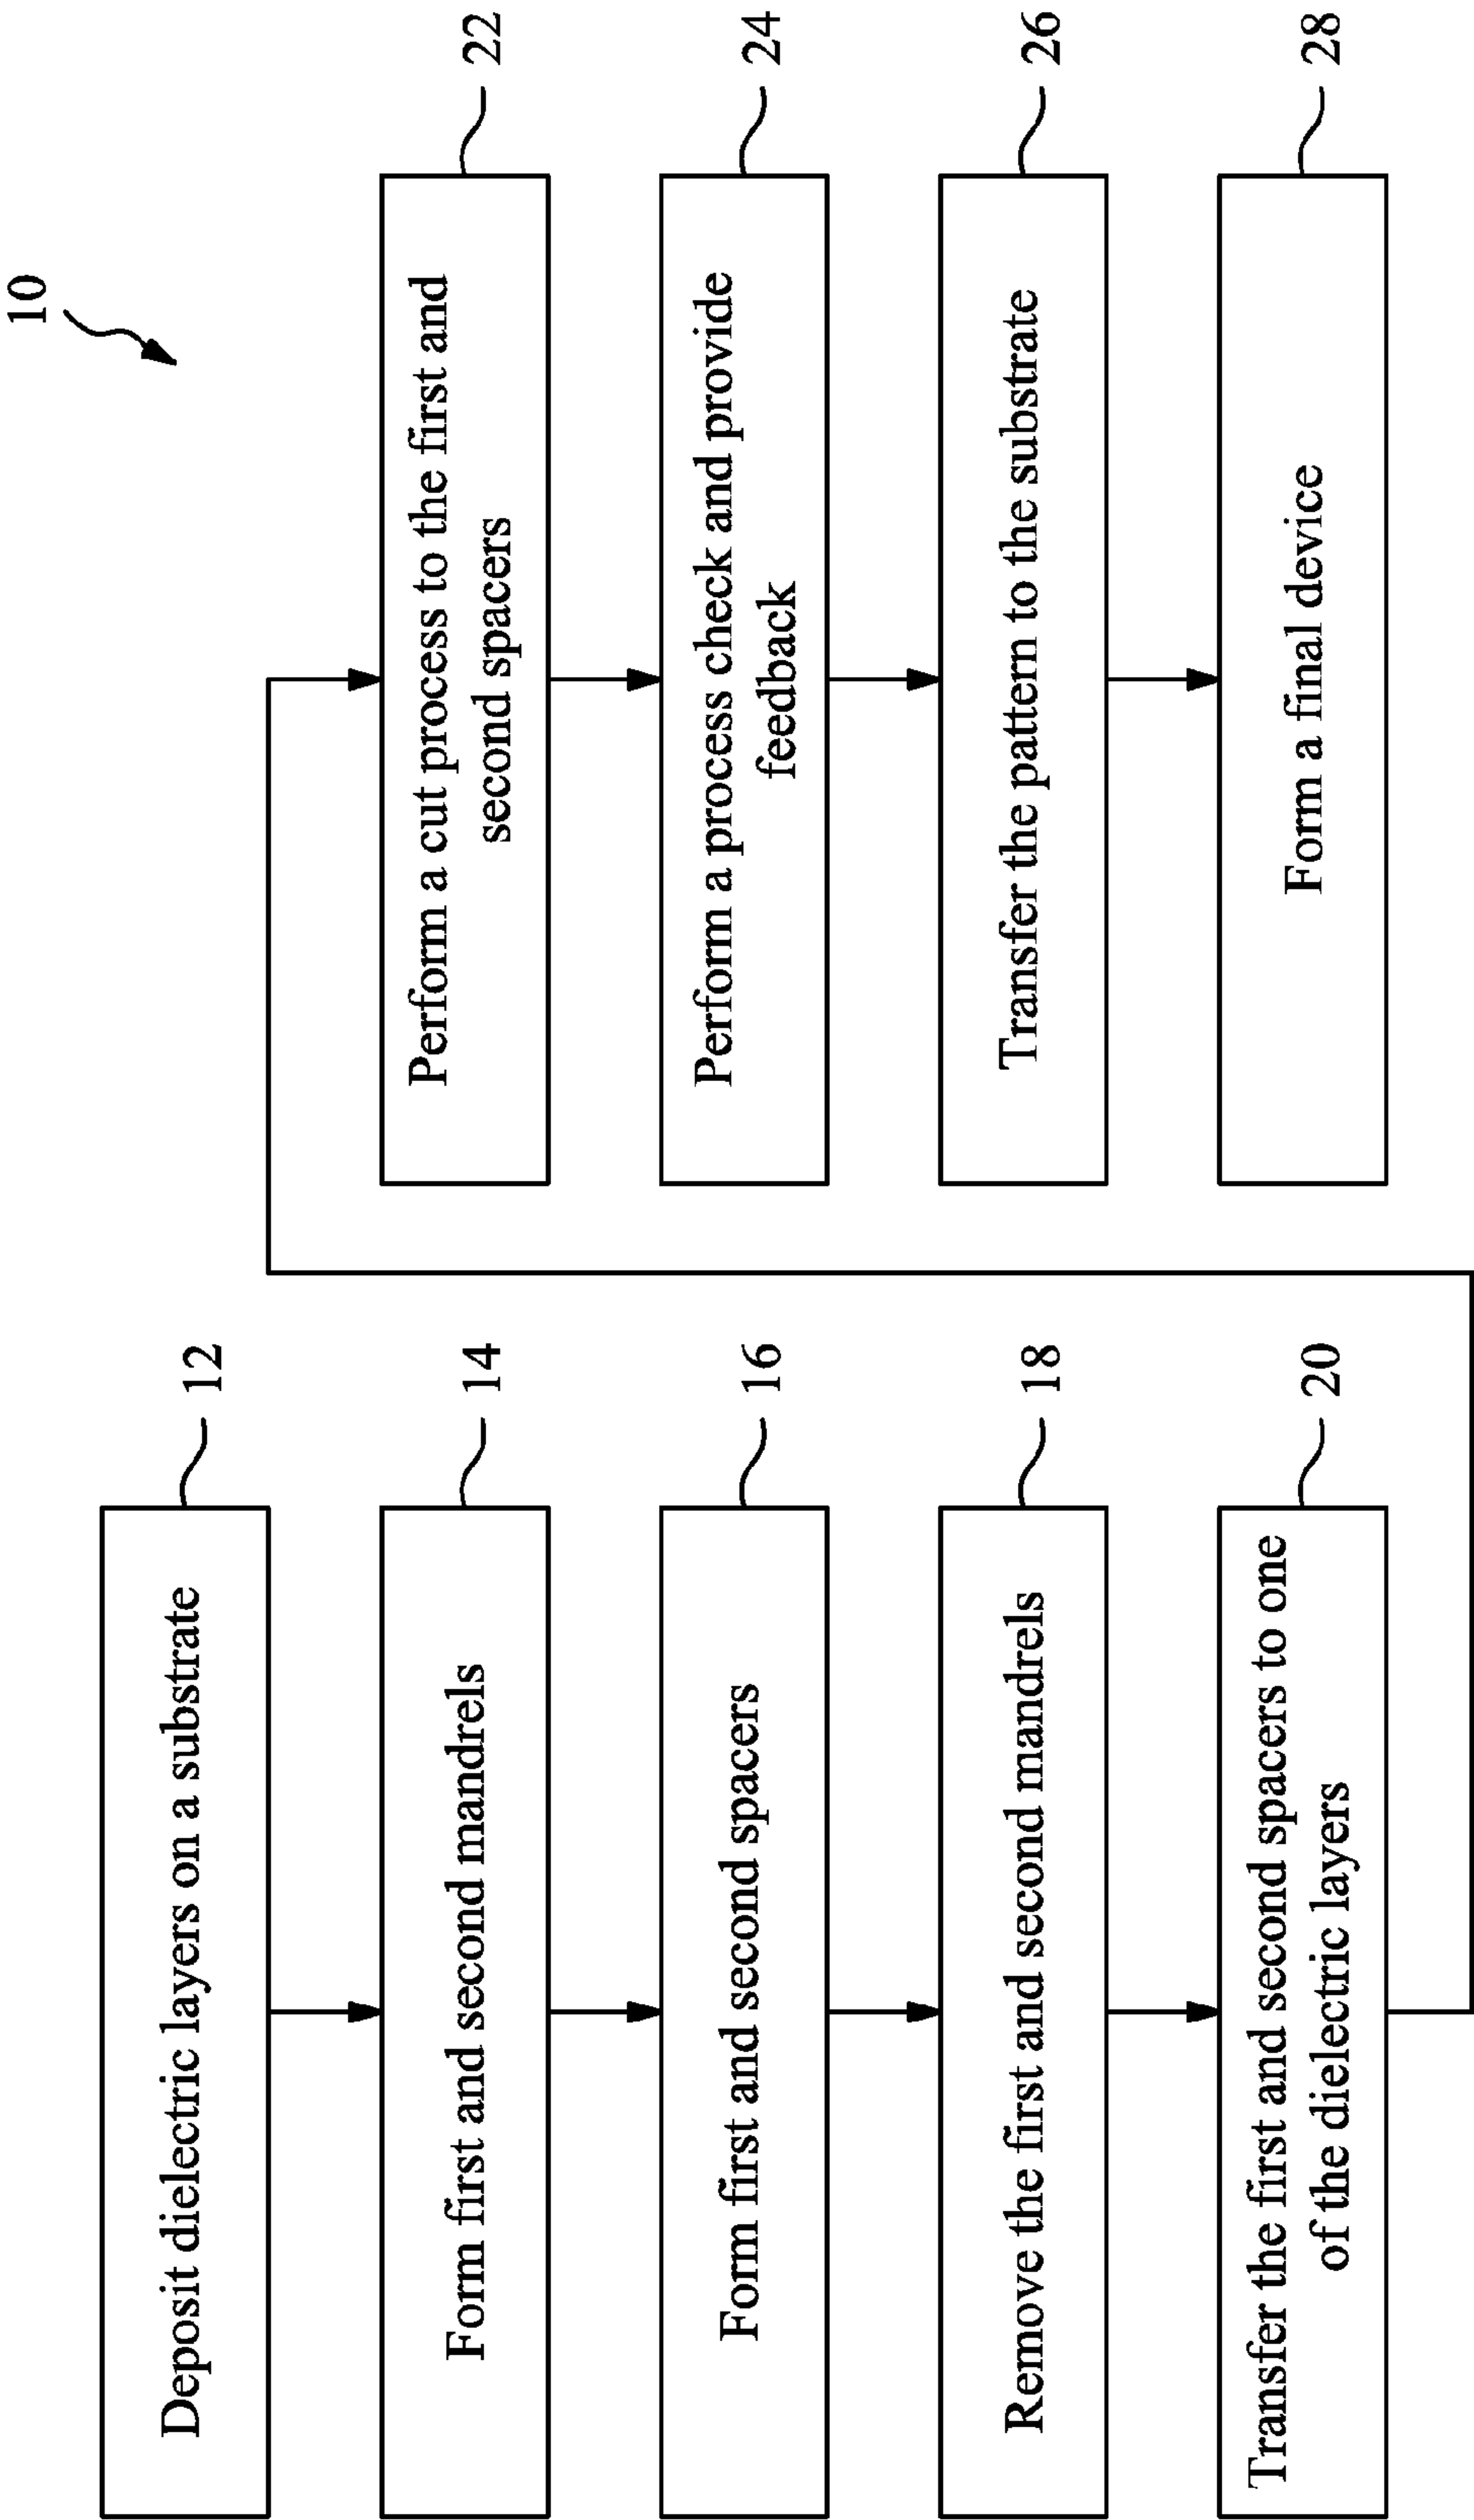 10
Deposit dielectric layers on a substrate
12
Form first and second mandrels
14
Form first and second spacers
16
Remove the first and second mandrels
18
Transfer the first and second spacers to one
of the dielectric layers
20
Perform a cut process to the first and
second spacers
22
Perform a process check and provide
feedback
24
Transfer the pattern to the substrate
26
Form a final device
28